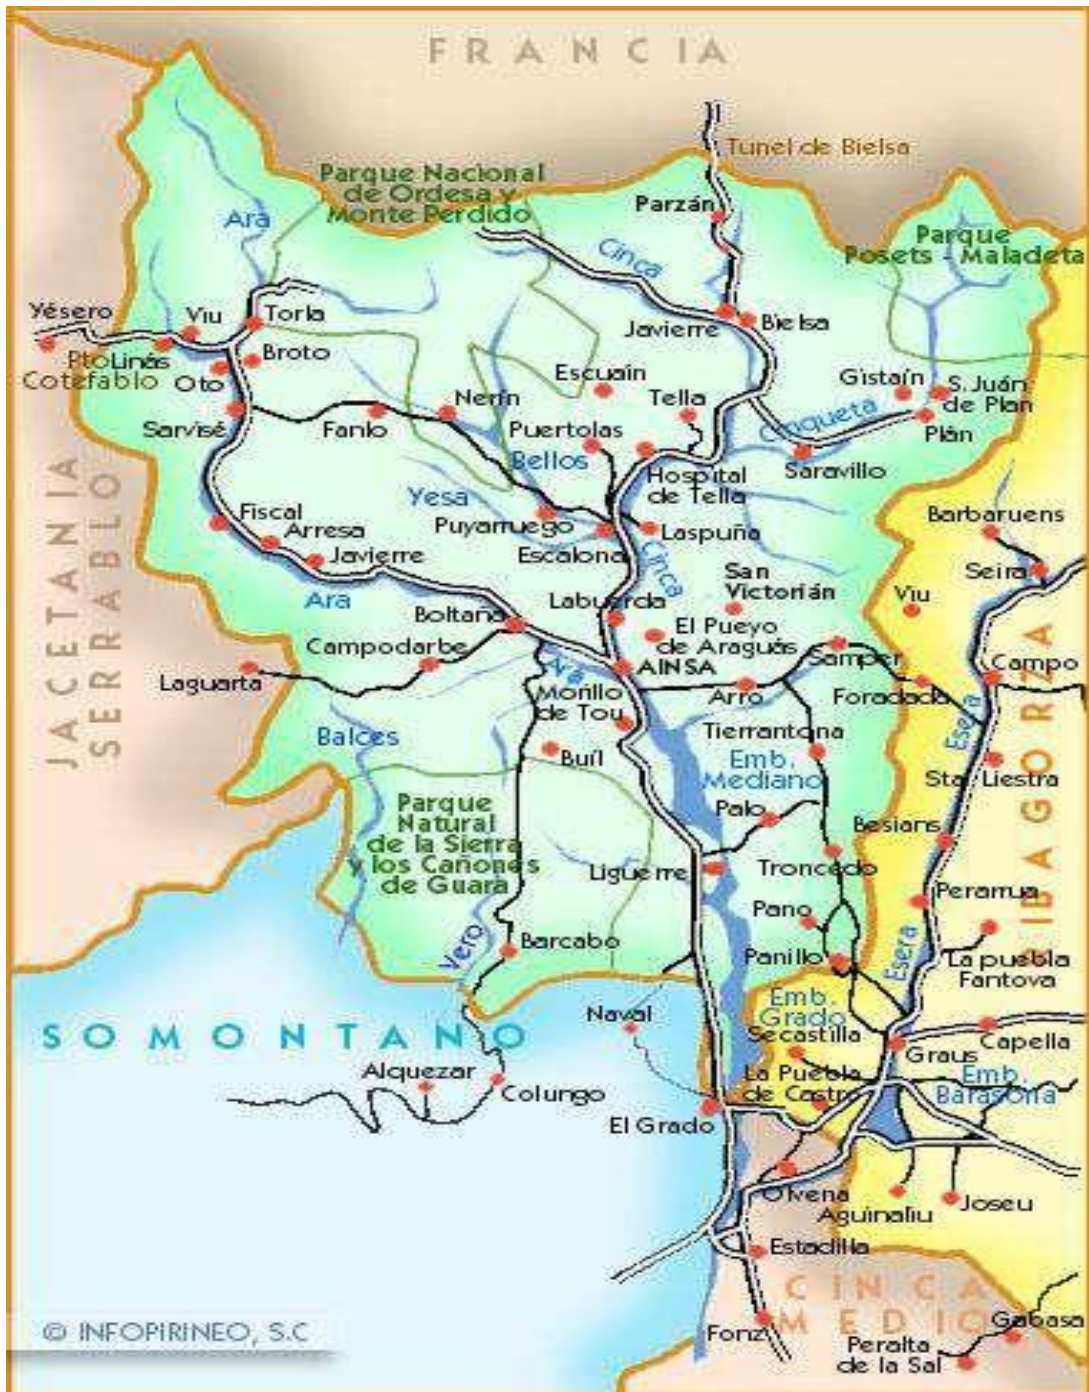 FRANCIA
Tunel de Bielsa
Parque Nacional
de Ordesa y
Monte Perdido
Parzán
Ara
Cinca
Parque
Posets - Maladeta
Yésero
Viu
Torla
Javierre
Bielsa
Pto
Linás
Cotefablo
Oto
Broto
Escuaín
Gistaín
S. Juán
de Plan
Tella
Nerín
Sarvisé
Fanlo
Puertolas
Cinqueta
Plán
Bellos
Saravillo
Hospital
de Tella
JACETANIA
SERRABLO
Yesa
Fiscal
Arresa
Puyarruego
Laspuña
Barbaruens
Javierre
Escalona
Cinca
Seira
San
Victorián
Viu
Ara
Boltaña
Labuerda
El Pueyo
de Araguás
Campodarbe
Samper
Campo
Laguarta
Ara
AINSA
Arro
Foradada
Morillo
de Tou
Tierrantona
Esera
RIBAGORZA
Balces
Buíl
Emb.
Mediano
Sta. Liestra
Parque
Natural
de la Sierra
y los Cañones
de Guara
Palo
Besians
Liguerre
Troncedo
Perarrua
Pano
Vero
Barcabo
Panillo
Esera
La puebla
Fantova
SOMONTANO
Naval
Emb.
Grado
Secastilla
Graus
Capella
Alquezar
Colungo
La Puebla
de Castro
Emb.
Barasona
El Grado
Olvena
Aguinaliu
Joseu
Estadilla
CINCA
MEDIO
© INFOPIRINEO, S.C
Fonz
Gabasa
Peralta
de la Sal